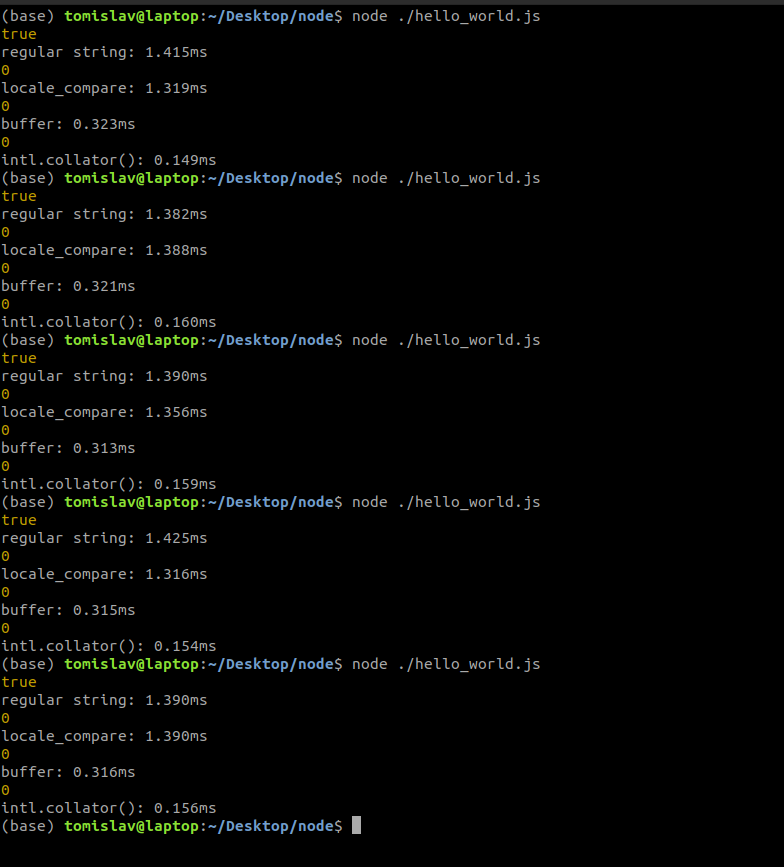 (base) tomislav@laptop:~/Desktop/node$ node ./hello_world.js
true
regular string: 1.415ms
0
locale_compare: 1.319ms
0
buffer: 0.323ms
0
intl.collator(): 0.149ms
(base) tomislav@laptop:~/Desktop/node$ node ./hello_world.js
true
regular string: 1.382ms
0
locale_compare: 1.388ms
0
buffer: 0.321ms
0
intl.collator(): 0.160ms
(base) tomislav@laptop:~/Desktop/node$ node ./hello_world.js
true
regular string: 1.390ms
0
locale_compare: 1.356ms
0
buffer: 0.313ms
0
intl.collator(): 0.159ms
(base) tomislav@laptop:~/Desktop/node$ node ./hello_world.js
true
regular string: 1.425ms
0
locale_compare: 1.316ms
0
buffer: 0.315ms
0
intl.collator(): 0.154ms
(base) tomislav@laptop:~/Desktop/node$ node ./hello_world.js
true
regular string: 1.390ms
0
locale_compare: 1.390ms
0
buffer: 0.316ms
0
intl.collator(): 0.156ms
(base) tomislav@laptop:~/Desktop/node$